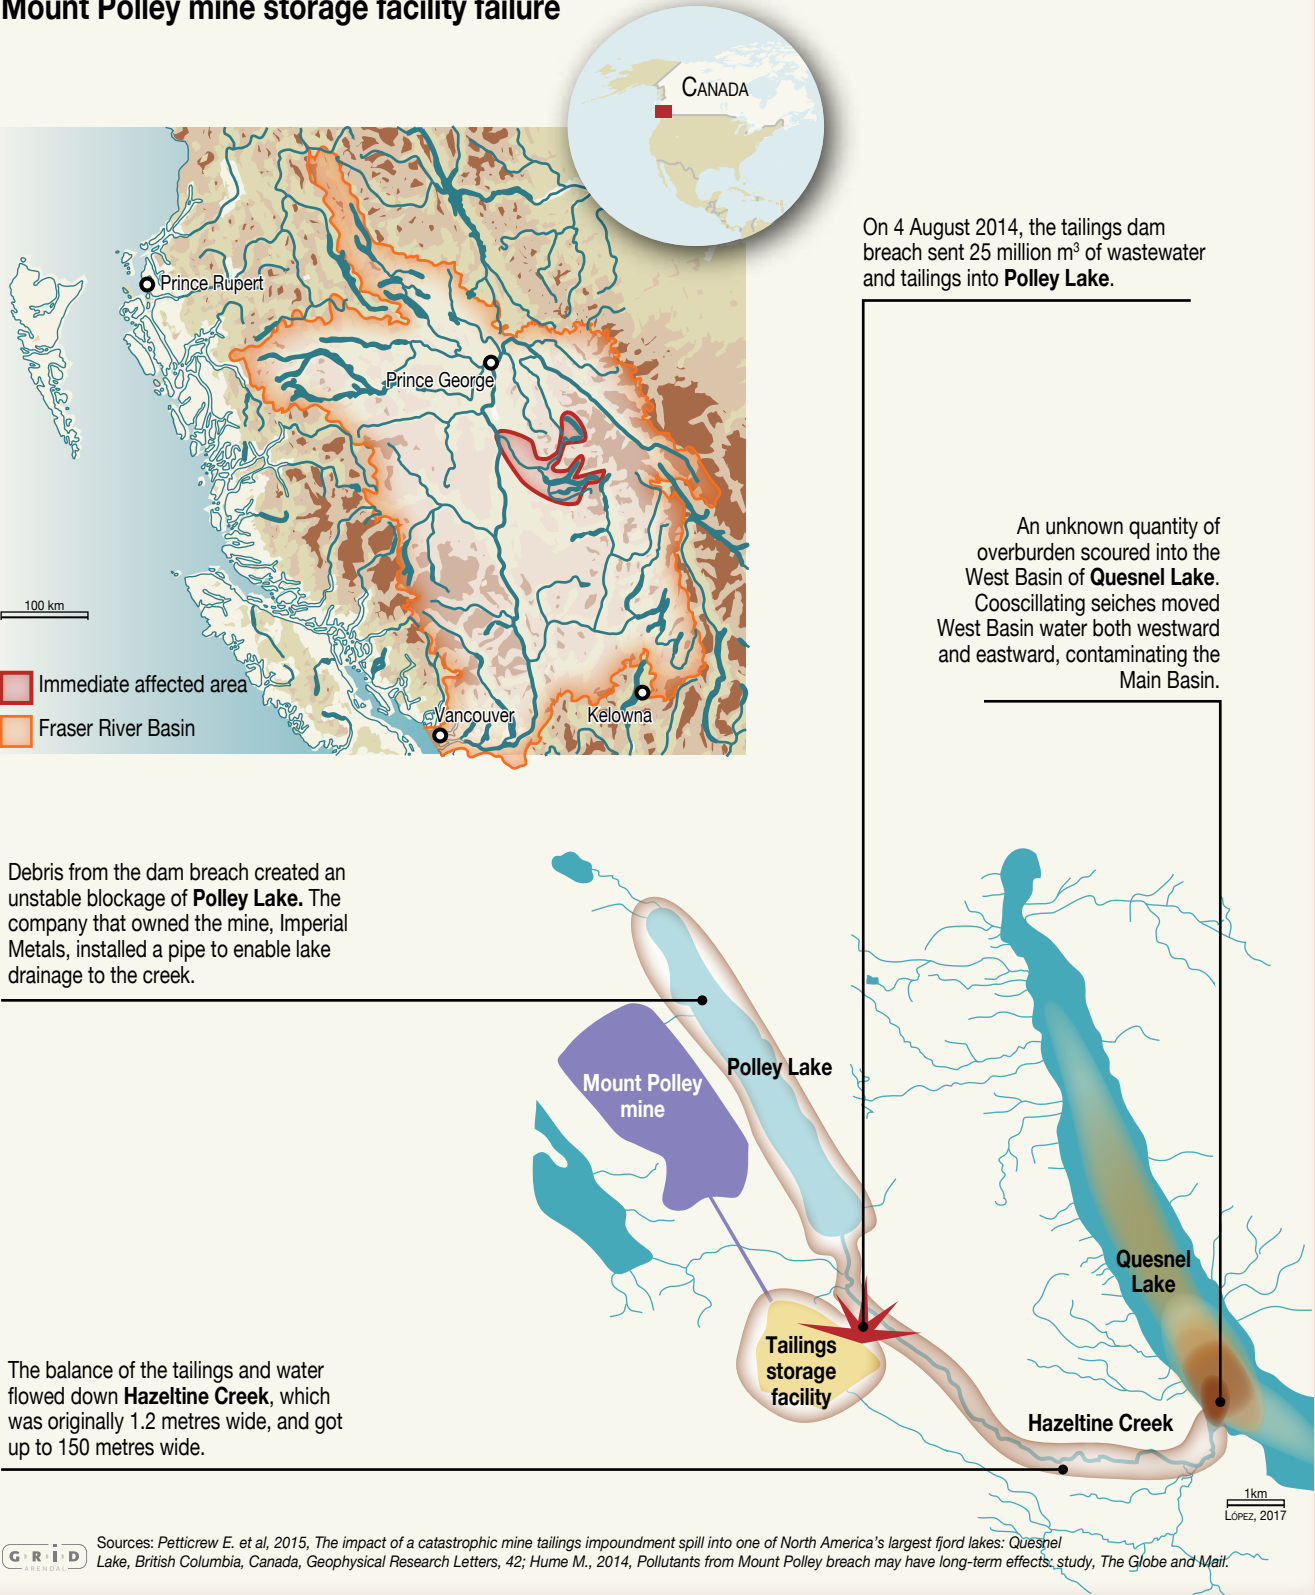 Mount Polley mine storage facility failure
CANADA
On 4 August 2014, the tailings dam
breach sent 25 million m³ of wastewater
and tailings into Polley Lake.
Prince Rupert
Prince George
An unknown quantity of
overburden scoured into the
West Basin of Quesnel Lake.
Cooscillating seiches moved
West Basin water both westward
and eastward, contaminating the
Main Basin.
100 km
Immediate affected area
Fraser River Basin
Vancouver
Kelowna
Debris from the dam breach created an
unstable blockage of Polley Lake. The
company that owned the mine, Imperial
Metals, installed a pipe to enable lake
drainage to the creek.
Polley Lake
Mount Polley
mine
Quesnel
Lake
Tailings
storage
facility
The balance of the tailings and water
flowed down Hazeltine Creek, which
was originally 1.2 metres wide, and got
up to 150 metres wide.
Hazeltine Creek
1km
LÓPEZ, 2017
GRID
ARENDAL
Sources: Petticrew E. et al, 2015, The impact of a catastrophic mine tailings impoundment spill into one of North America's largest fjord lakes: Quesnel
Lake, British Columbia, Canada, Geophysical Research Letters, 42; Hume M., 2014, Pollutants from Mount Polley breach may have long-term effects: study, The Globe and Mail.